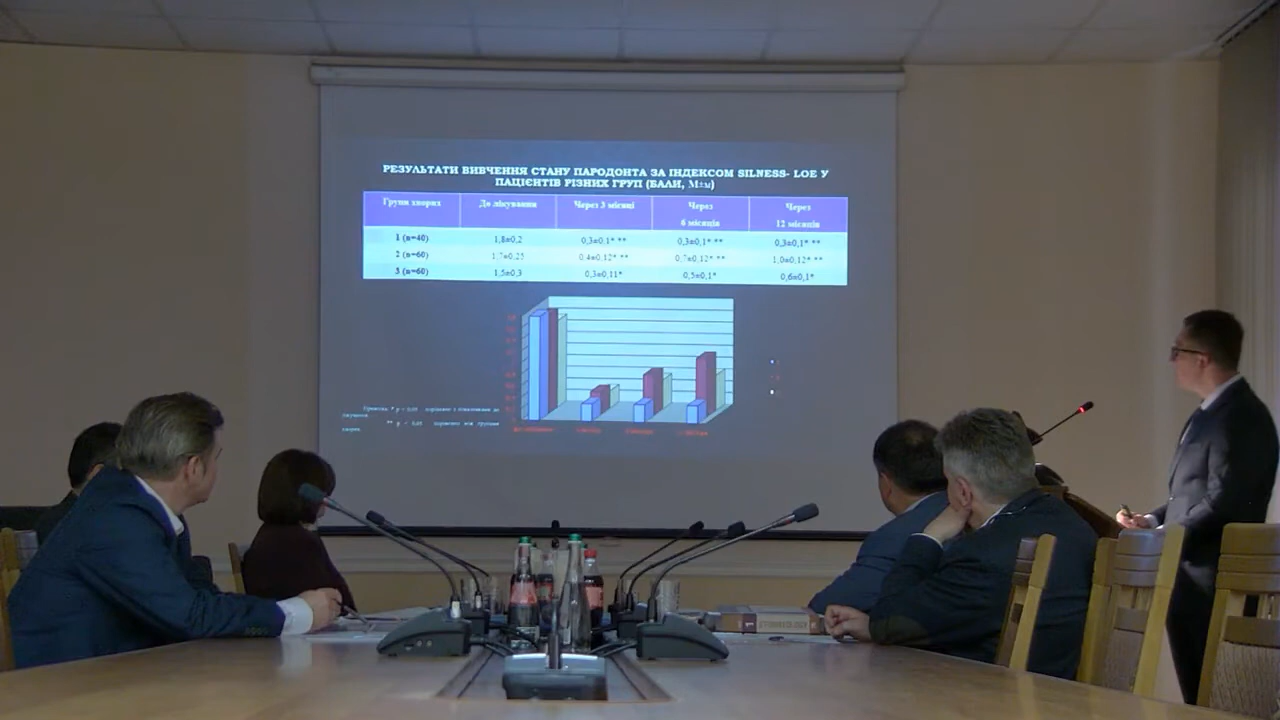 РЕЗУЛЬТАТИ ВИВЧЕННЯ СТАНУ ПАРОДОНТА ЗА ІНДЕКСОМ SILNESS- LOE У
ПАЦІЄНТІВ РІЗНИХ ГРУП (БАЛИ, M±m)
Групи хворих До лікування Через 3 місяці Через 6 місяців Через 12 місяців
1 (n=40) 1,8±0,2 0,3±0,1* ** 0,3±0,1* ** 0,3±0,1* **
2 (n=60) 1,7±0,25 0,4±0,12* ** 0,7±0,12* ** 1,0±0,12* **
3 (n=60) 1,5±0,3 0,3±0,11* 0,5±0,1* 0,6±0,1*